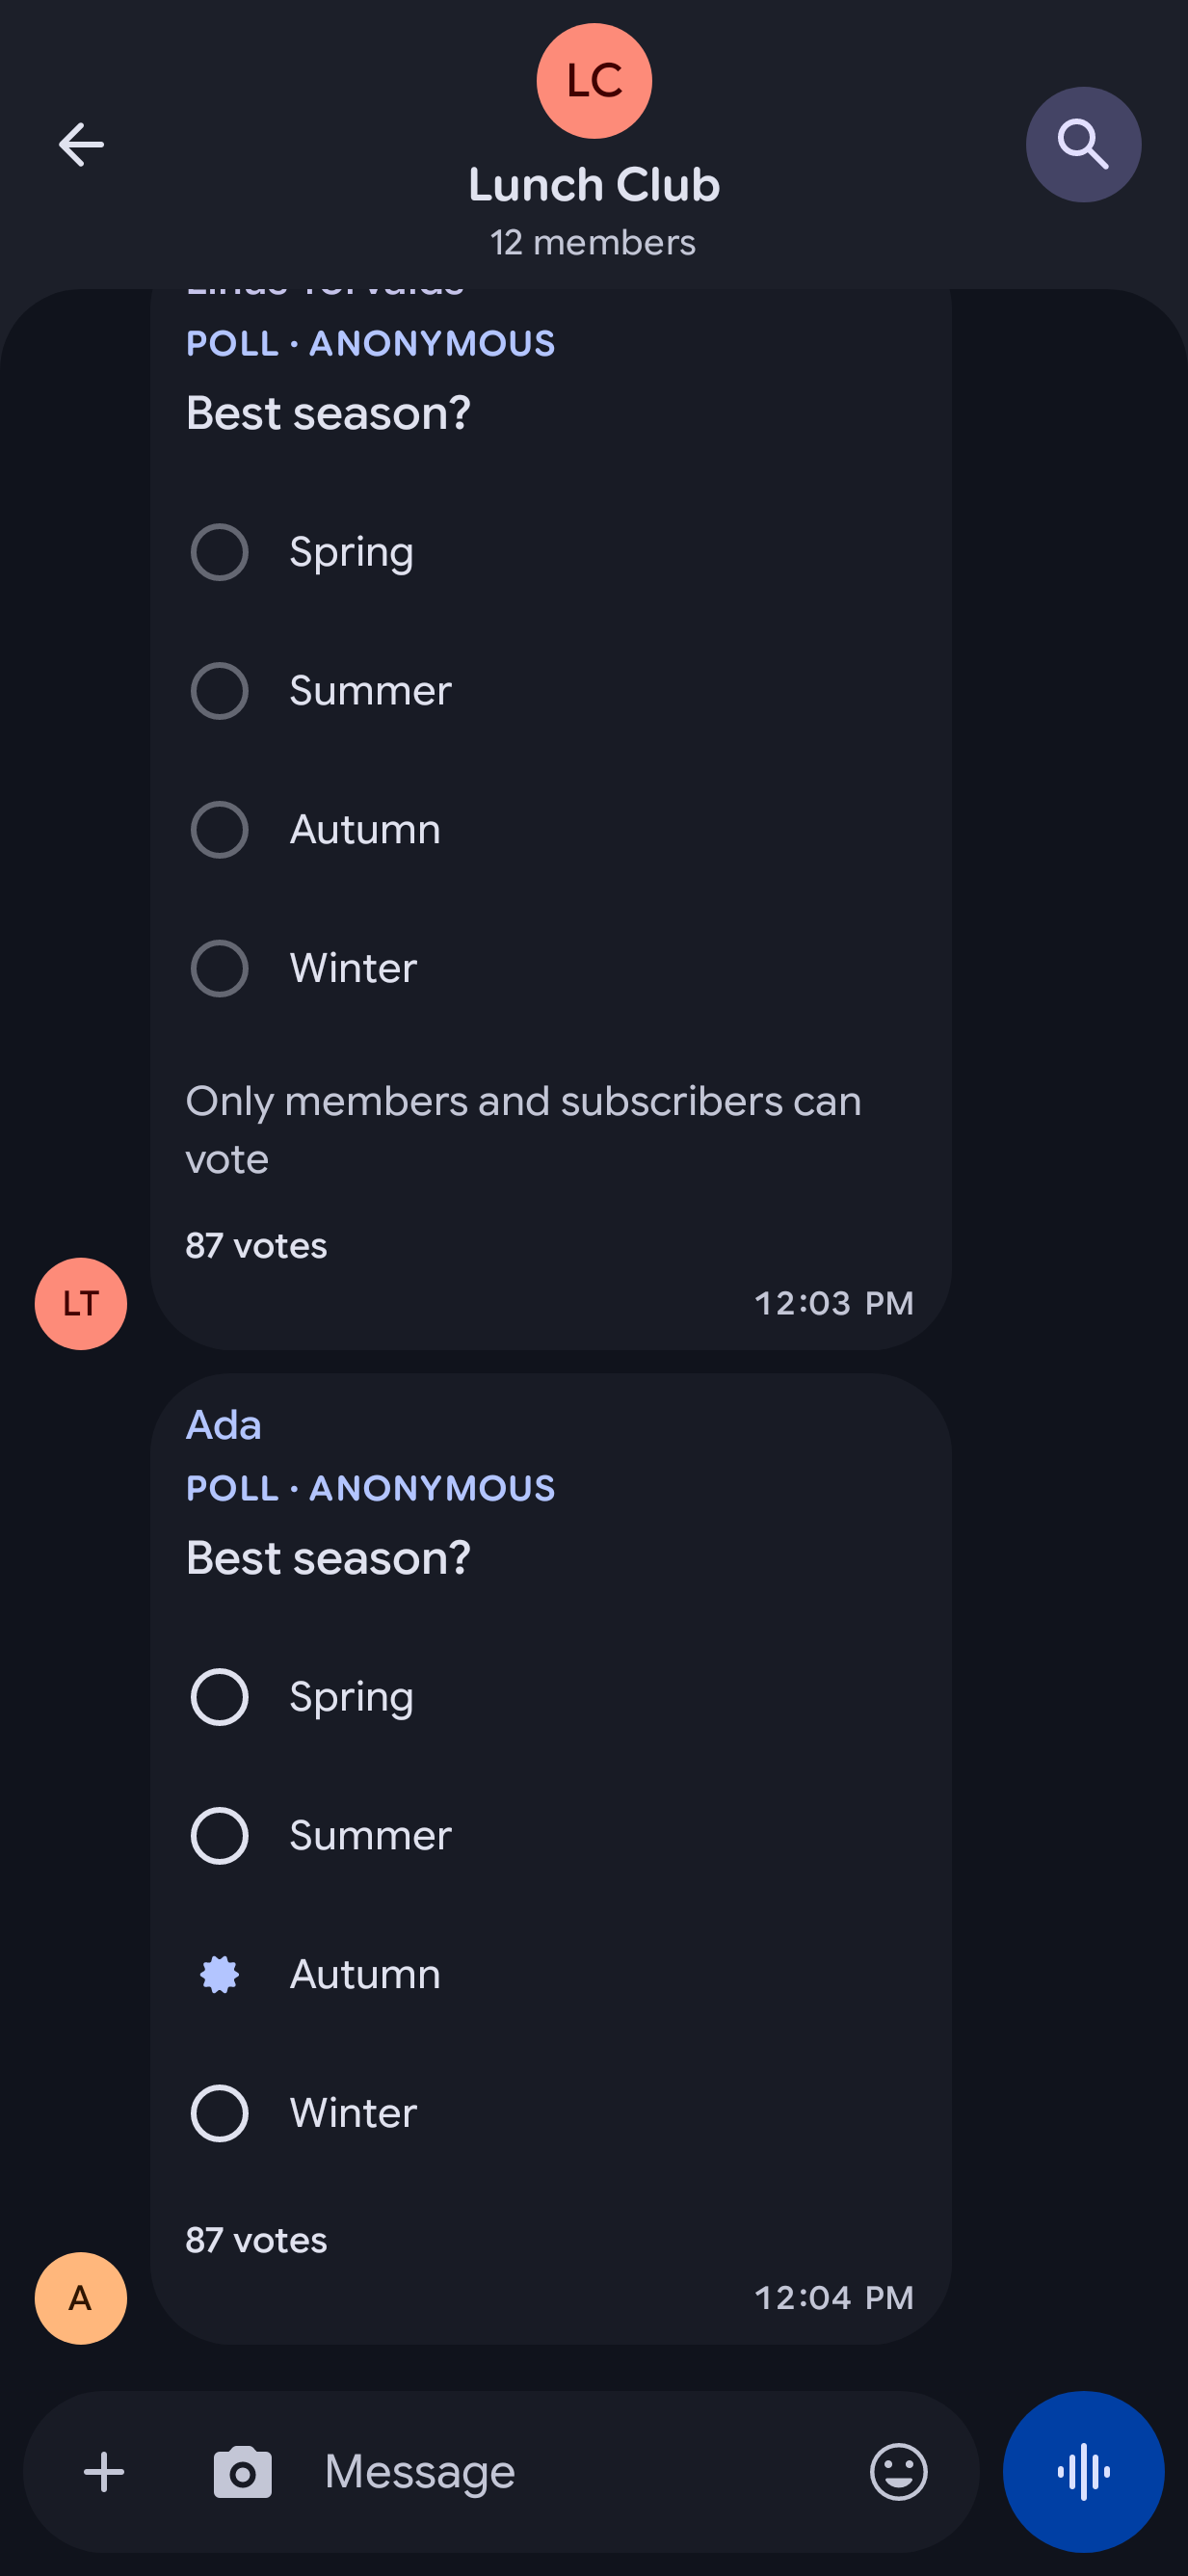 LC
Lunch Club
12 members
POLL · ANONYMOUS
Best season?
Spring
Summer
Autumn
Winter
Only members and subscribers can
vote
87 votes
LT
12:03 PM
Ada
POLL · ANONYMOUS
Best season?
Spring
Summer
Autumn
Winter
87 votes
A
12:04 PM
Message